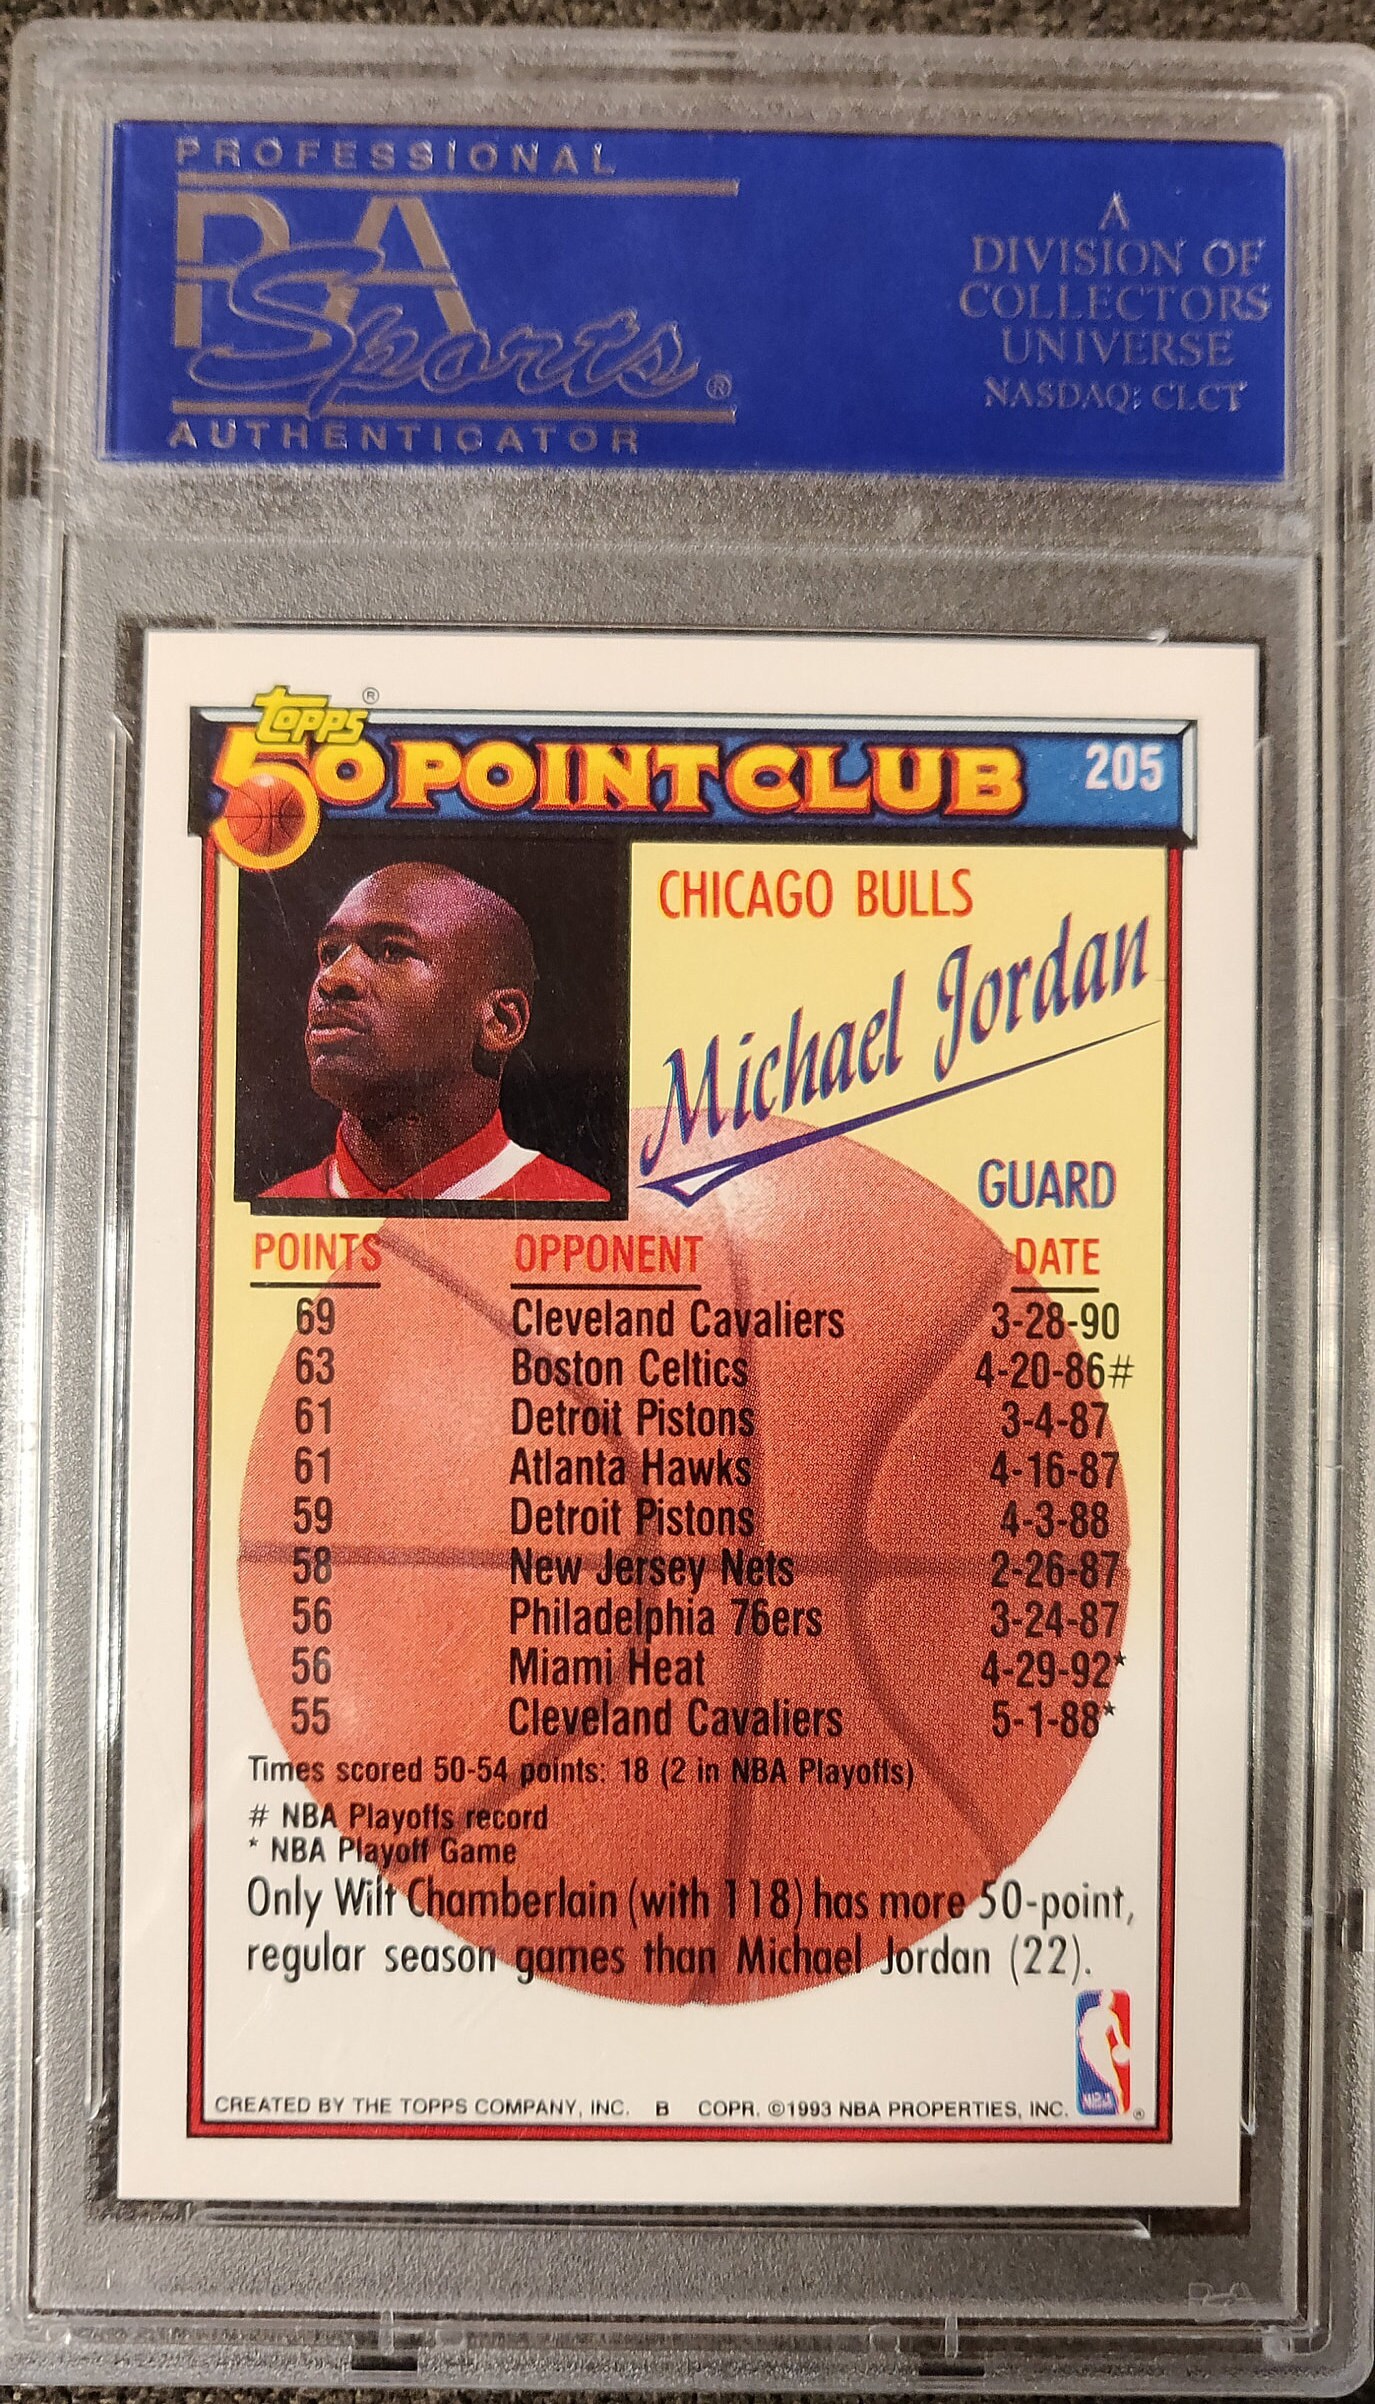 PROFESSIONAL
PSA
Sports®
AUTHENTICATOR
A
DIVISION OF
COLLECTORS
UNIVERSE
NASDAQ: CLCT
Topps®
50 POINT CLUB 205
CHICAGO BULLS
Michael Jordan
GUARD
POINTS OPPONENT DATE
69 Cleveland Cavaliers 3-28-90
63 Boston Celtics 4-20-86#
61 Detroit Pistons 3-4-87
61 Atlanta Hawks 4-16-87
59 Detroit Pistons 4-3-88
58 New Jersey Nets 2-26-87
56 Philadelphia 76ers 3-24-87
56 Miami Heat 4-29-92*
55 Cleveland Cavaliers 5-1-88*
Times scored 50-54 points: 18 (2 in NBA Playoffs)
# NBA Playoffs record
* NBA Playoff Game
Only Wilt Chamberlain (with 118) has more 50-point,
regular season games than Michael Jordan (22).
NBA ®
CREATED BY THE TOPPS COMPANY, INC. B COPR. ©1993 NBA PROPERTIES, INC.
PSA